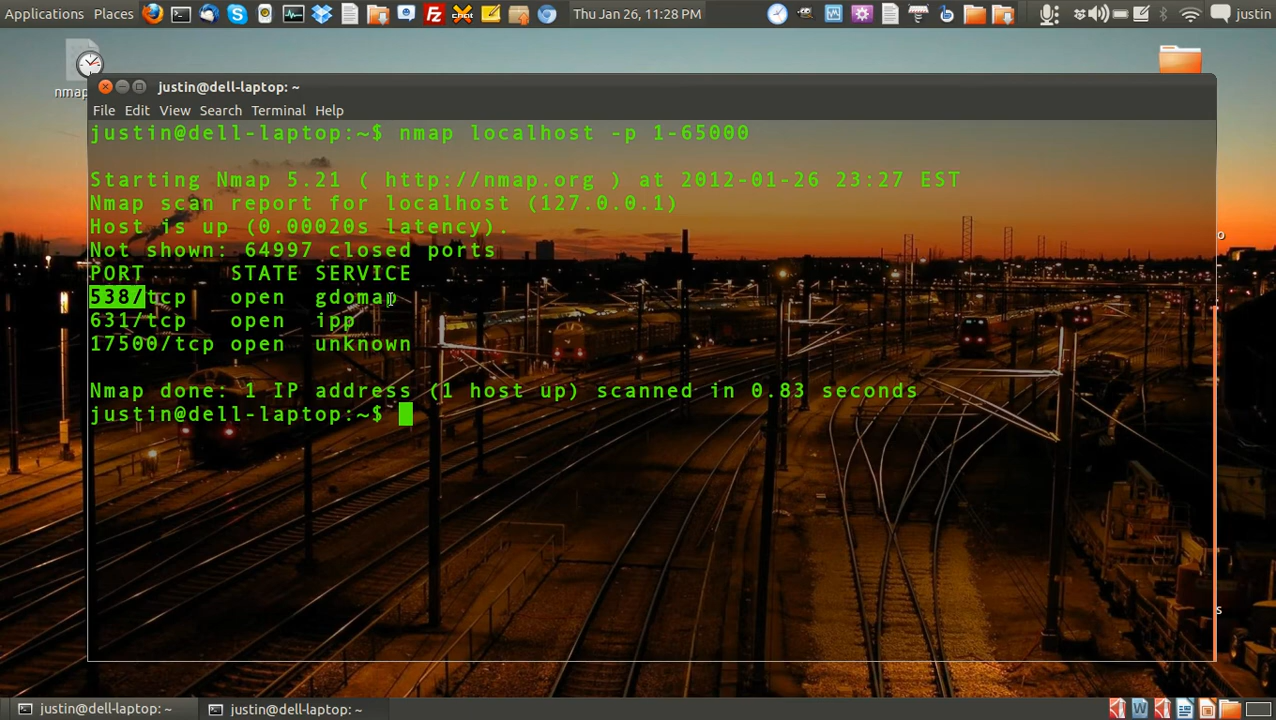 Applications Places
Thu Jan 26, 11:28 PM
justin
nmap
justin@dell-laptop: ~
File Edit View Search Terminal Help
justin@dell-laptop:~$ nmap localhost -p 1-65000
Starting Nmap 5.21 ( http://nmap.org ) at 2012-01-26 23:27 EST
Nmap scan report for localhost (127.0.0.1)
Host is up (0.00020s latency).
Not shown: 64997 closed ports
PORT STATE SERVICE
538/tcp open gdomap
631/tcp open ipp
17500/tcp open unknown
Nmap done: 1 IP address (1 host up) scanned in 0.83 seconds
justin@dell-laptop:~$
justin@dell-laptop: ~
justin@dell-laptop: ~